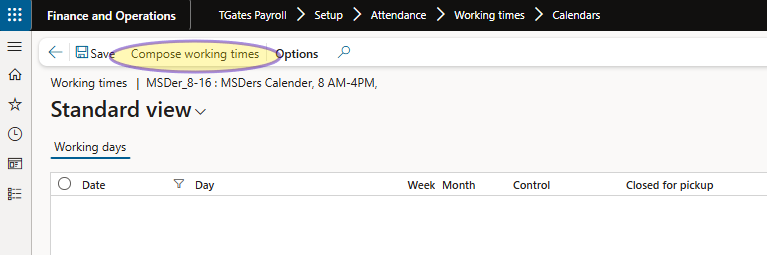 Finance and Operations TGates Payroll > Setup > Attendance > Working times > Calendars
Save Compose working times Options
Working times | MSDer_8-16 : MSDers Calender, 8 AM-4PM,
Standard view
Working days
Date Day Week Month Control Closed for pickup